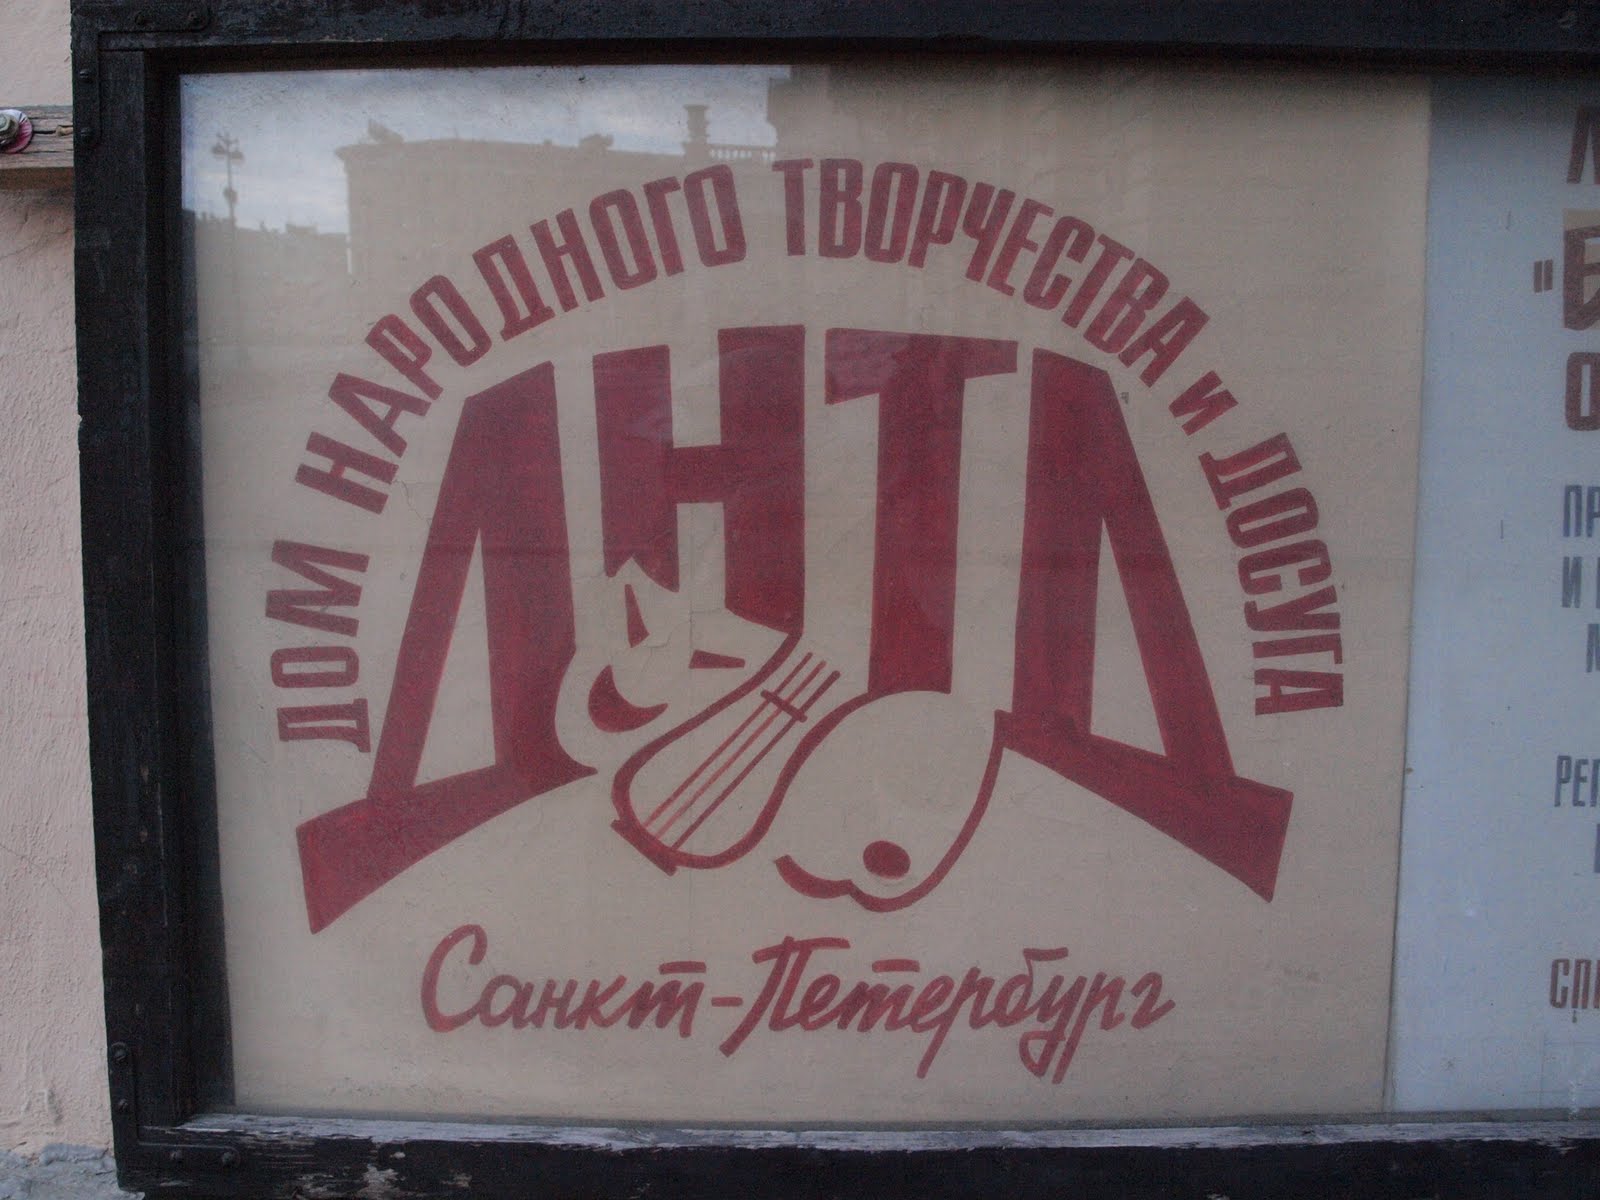 ДОМ НАРОДНОГО ТВОРЧЕСТВА и ДОСУГА
ДНТД
Санкт-Петербург